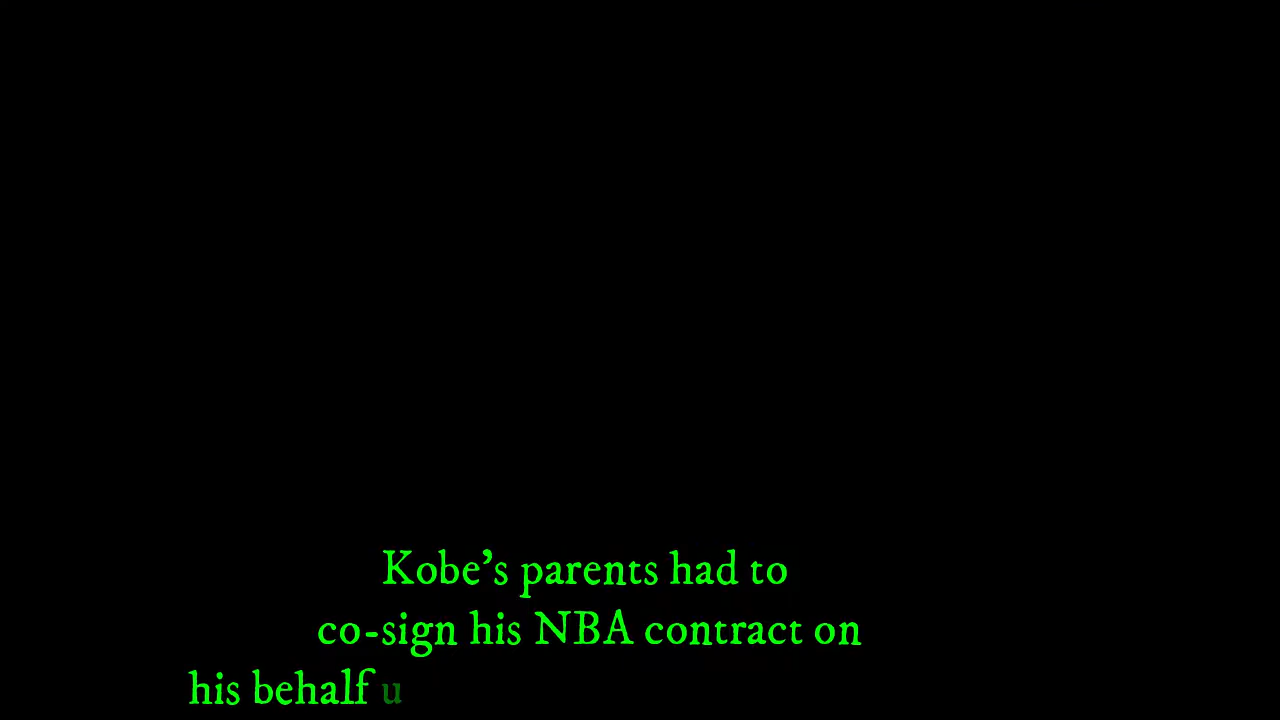 Kobe’s parents had to
co-sign his NBA contract on
his behalf u